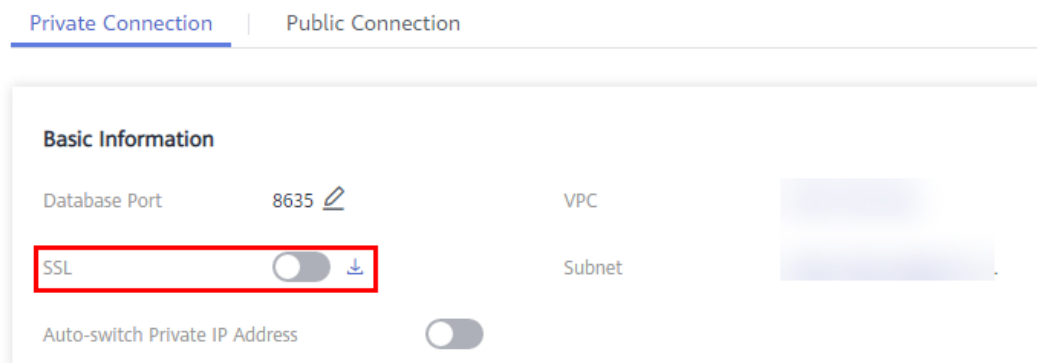 Private Connection | Public Connection
Basic Information
Database Port 8635 VPC
SSL Subnet .
Auto-switch Private IP Address